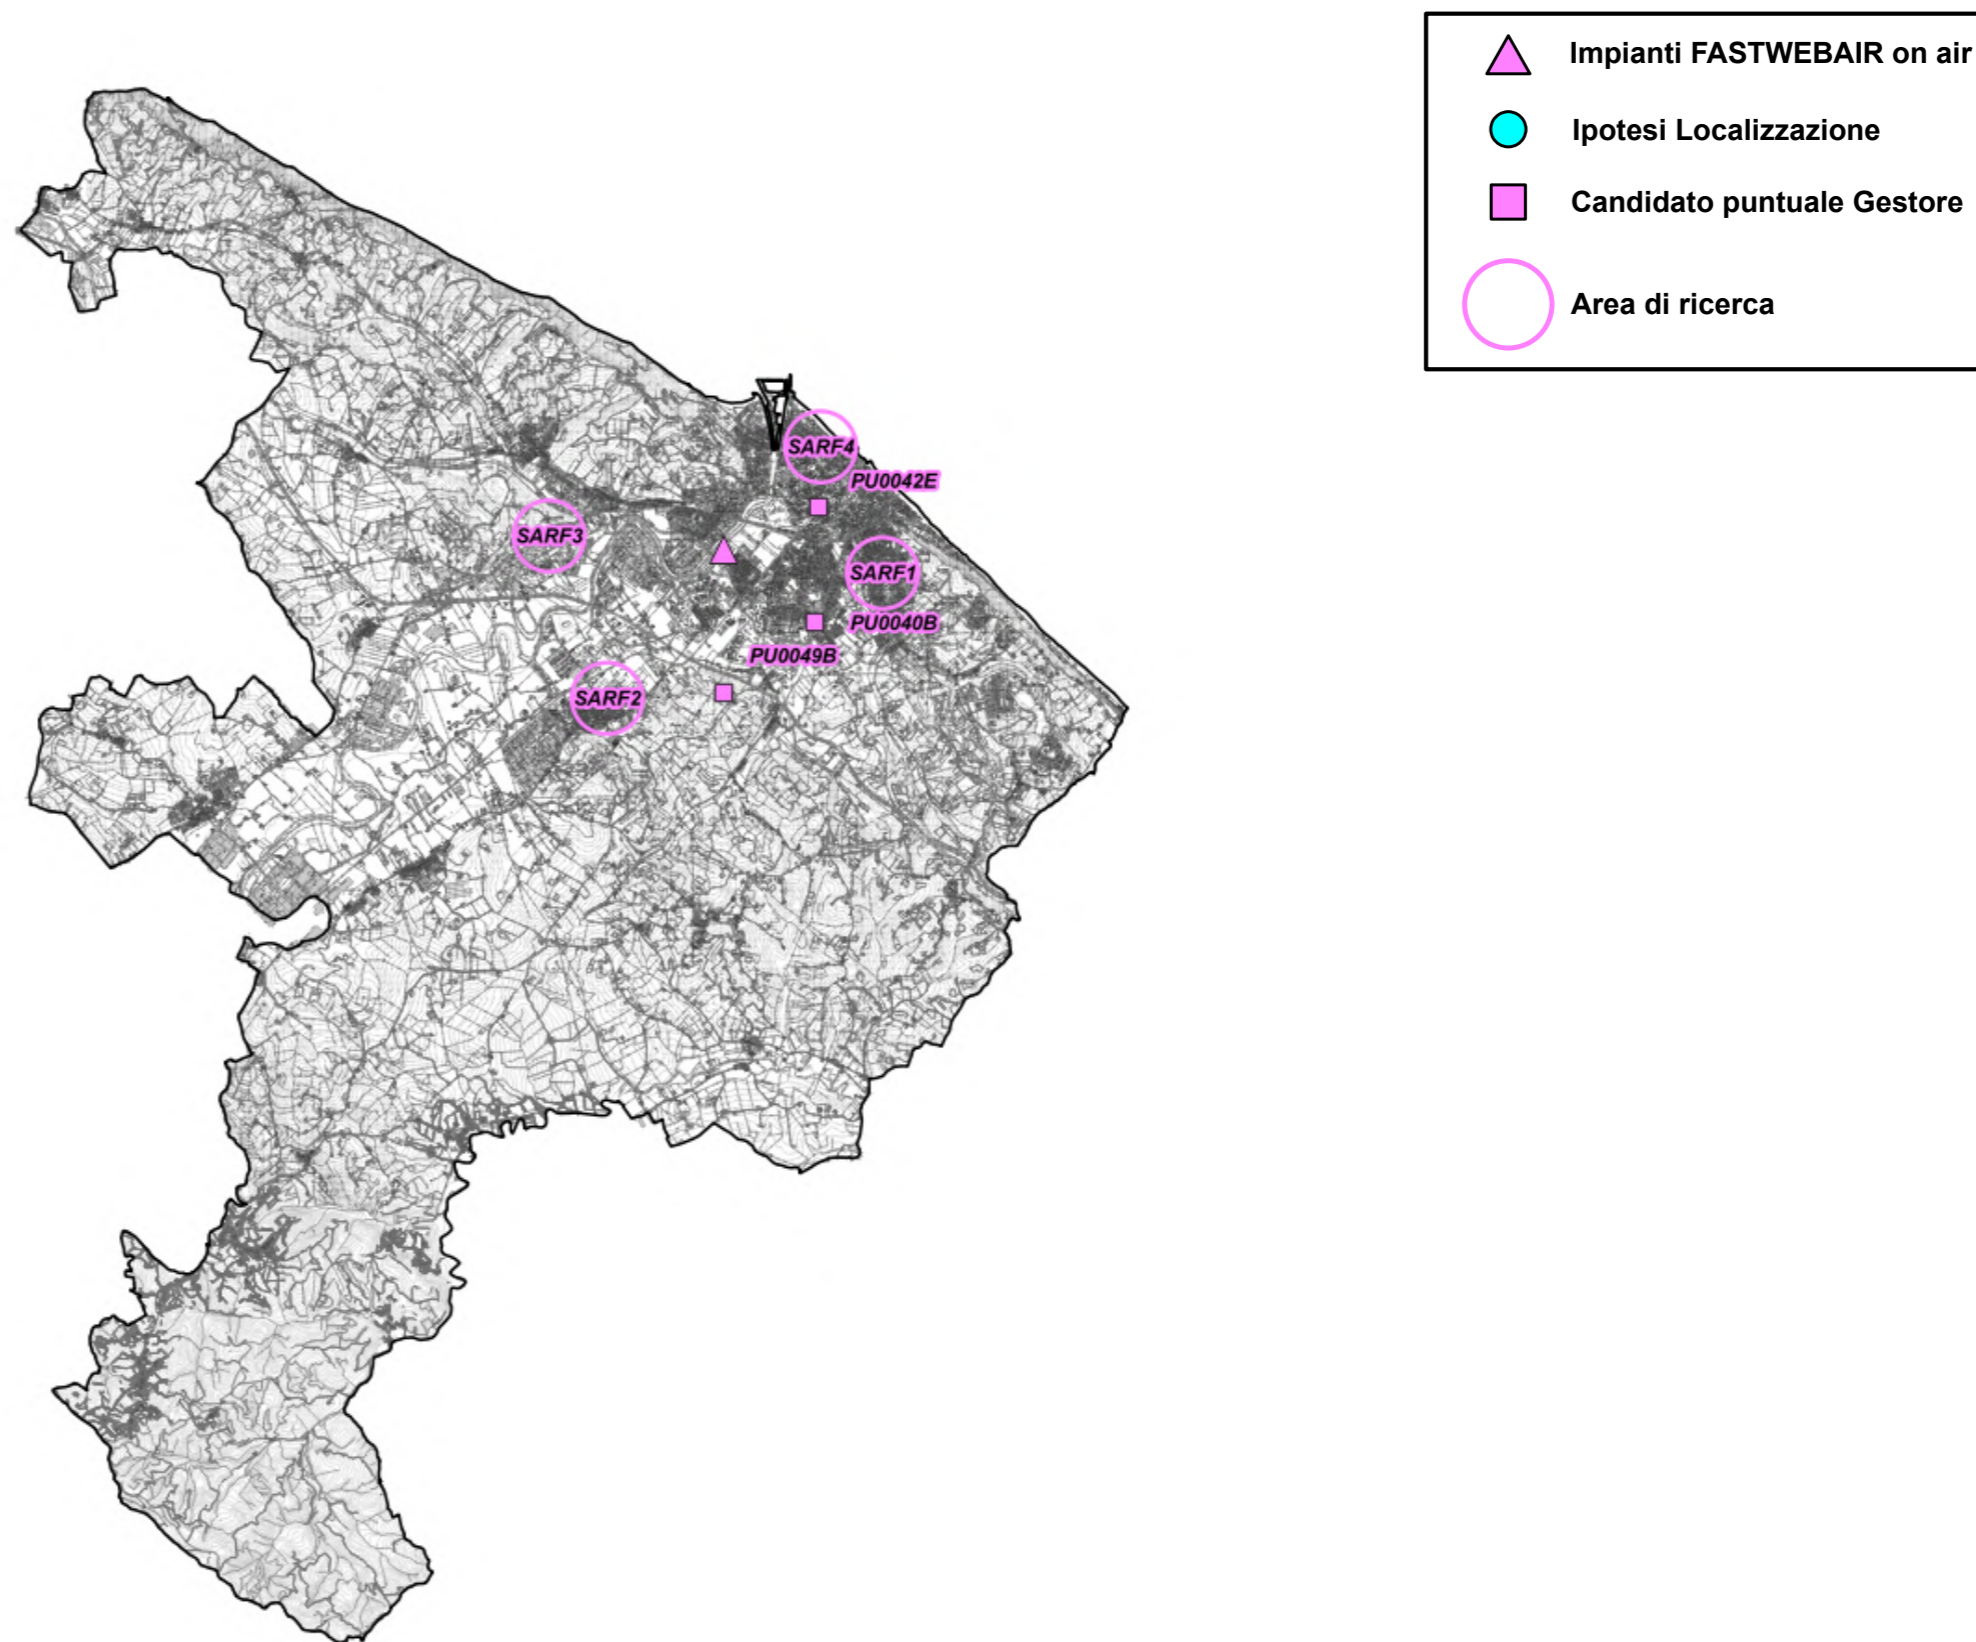 Impianti FASTWEBAIR on air
Ipotesi Localizzazione
Candidato puntuale Gestore
Area di ricerca
SARF4
PU0042E
SARF3
SARF1
PU0040B
PU0049B
SARF2